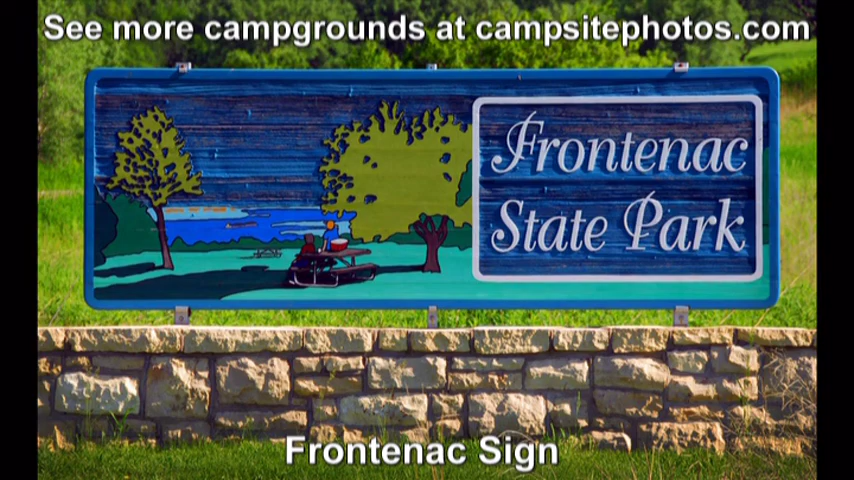 See more campgrounds at campsitephotos.com
Frontenac
State Park
Frontenac Sign